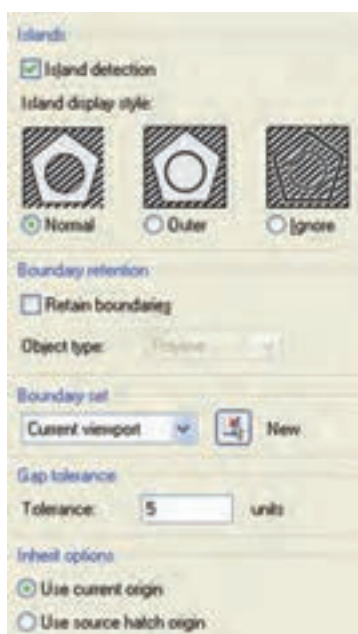 Islands
Island detection
Island display style:
Normal Outer Ignore
Boundary retention
Retain boundaries
Object type: Polyline
Boundary set
Current viewport New
Gap tolerance
Tolerance: 5 units
Inherit options
Use current origin
Use source hatch origin